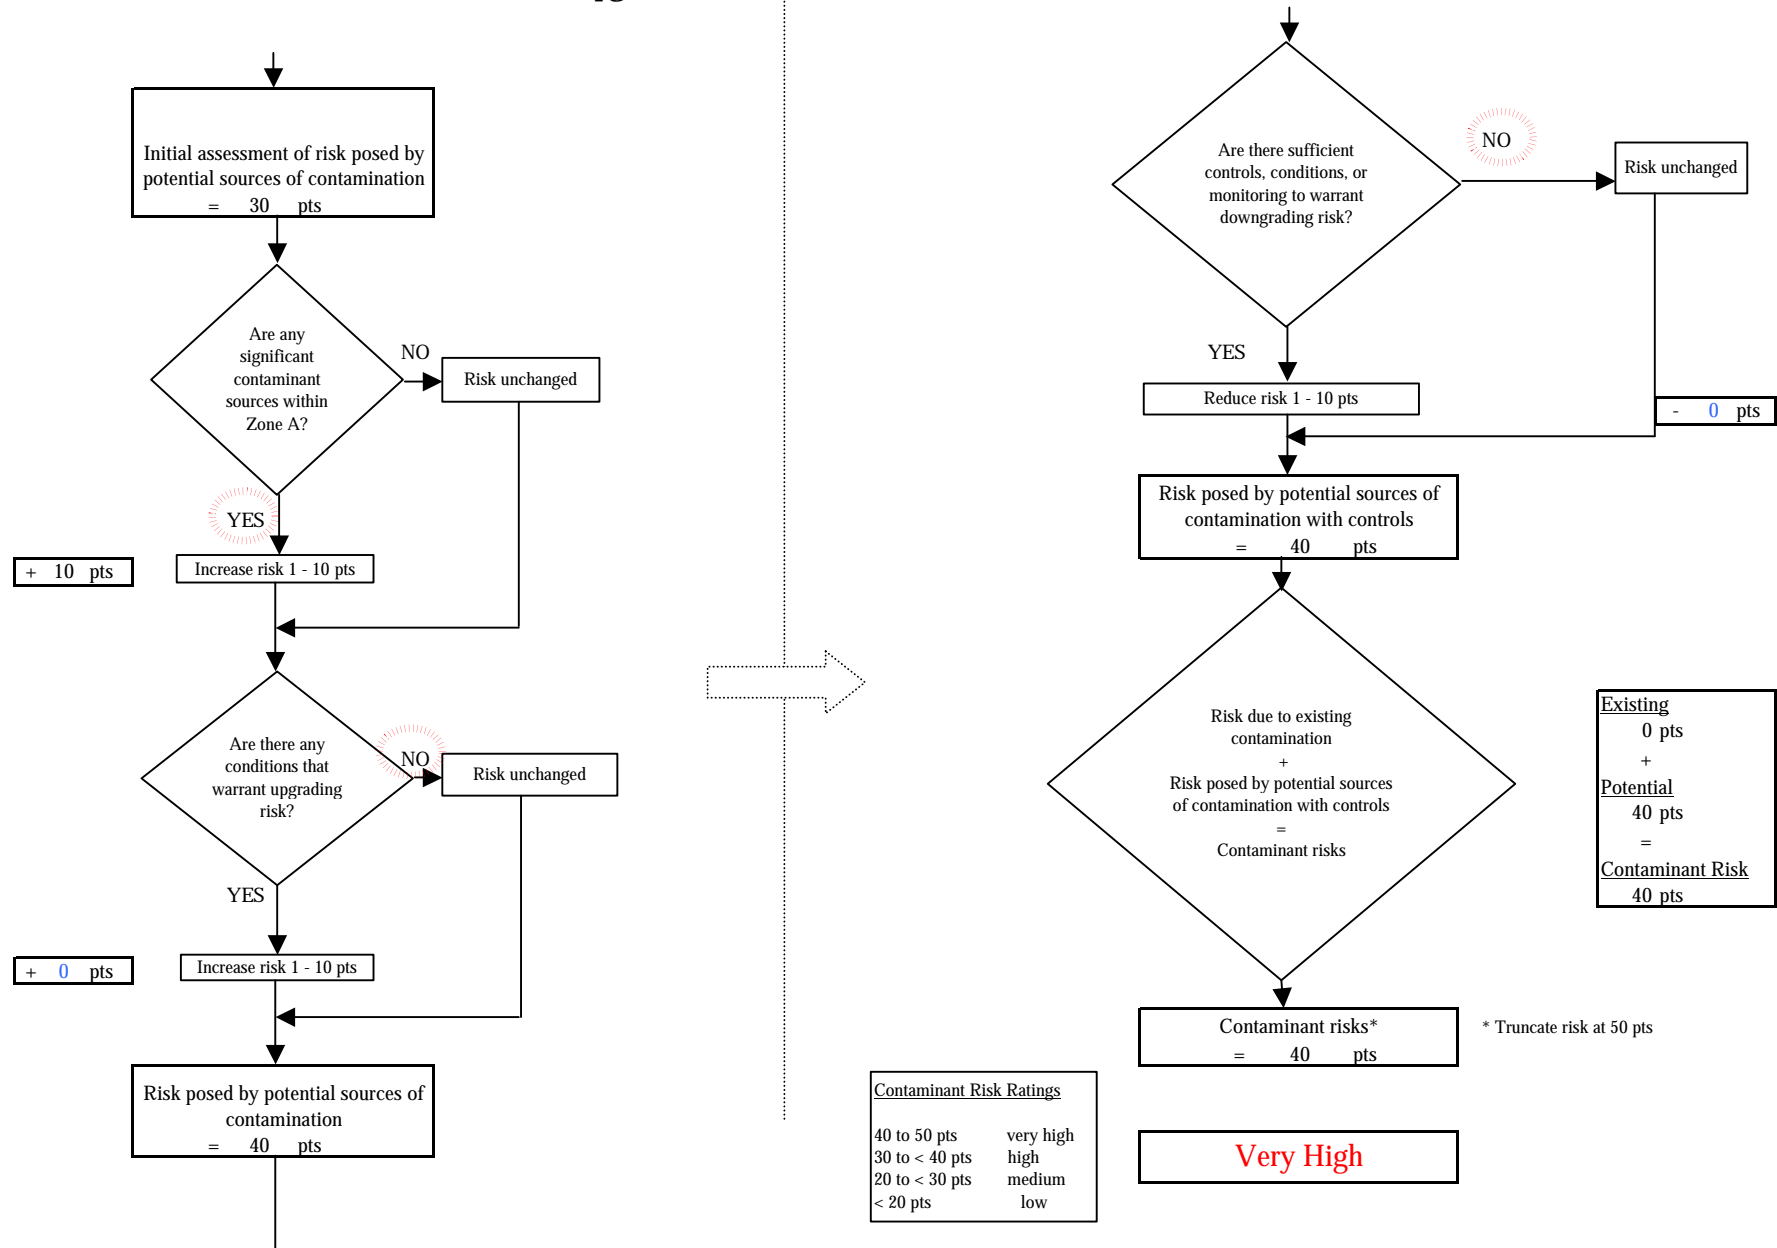 Initial assessment of risk posed by
potential sources of contamination
= 30 pts
Are any
significant
contaminant
sources within
Zone A?
NO
Risk unchanged
YES
+ 10 pts
Increase risk 1 - 10 pts
Are there any
conditions that
warrant upgrading
risk?
NO
Risk unchanged
YES
+ 0 pts
Increase risk 1 - 10 pts
Risk posed by potential sources of
contamination
= 40 pts
Are there sufficient
controls, conditions, or
monitoring to warrant
downgrading risk?
NO
Risk unchanged
YES
Reduce risk 1 - 10 pts
- 0 pts
Risk posed by potential sources of
contamination with controls
= 40 pts
Risk due to existing
contamination
+
Risk posed by potential sources
of contamination with controls
=
Contaminant risks
Existing
0 pts
+
Potential
40 pts
=
Contaminant Risk
40 pts
Contaminant risks*
= 40 pts
* Truncate risk at 50 pts
Contaminant Risk Ratings
40 to 50 pts very high
30 to < 40 pts high
20 to < 30 pts medium
< 20 pts low
Very High